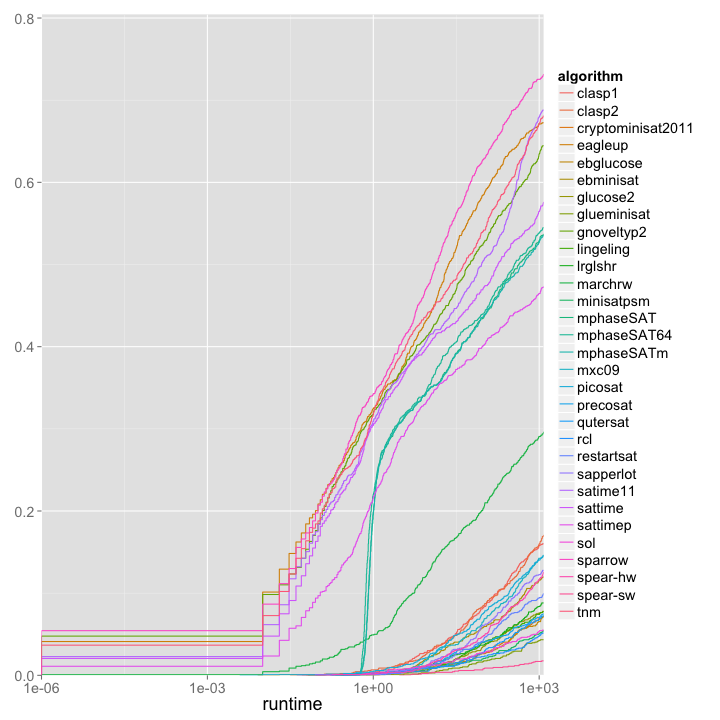 0.8
0.6
0.4
0.2
0.0
1e-06
1e-03
1e+00
1e+03
runtime
algorithm
clasp1
clasp2
cryptominisat2011
eagleup
ebglucose
ebminisat
glucose2
glueminisat
gnoveltyp2
lingeling
lrglshr
marchrw
minisatpsm
mphaseSAT
mphaseSAT64
mphaseSATm
mxc09
picosat
precosat
qutersat
rcl
restartsat
sapperlot
satime11
sattime
sattimep
sol
sparrow
spear-hw
spear-sw
tnm